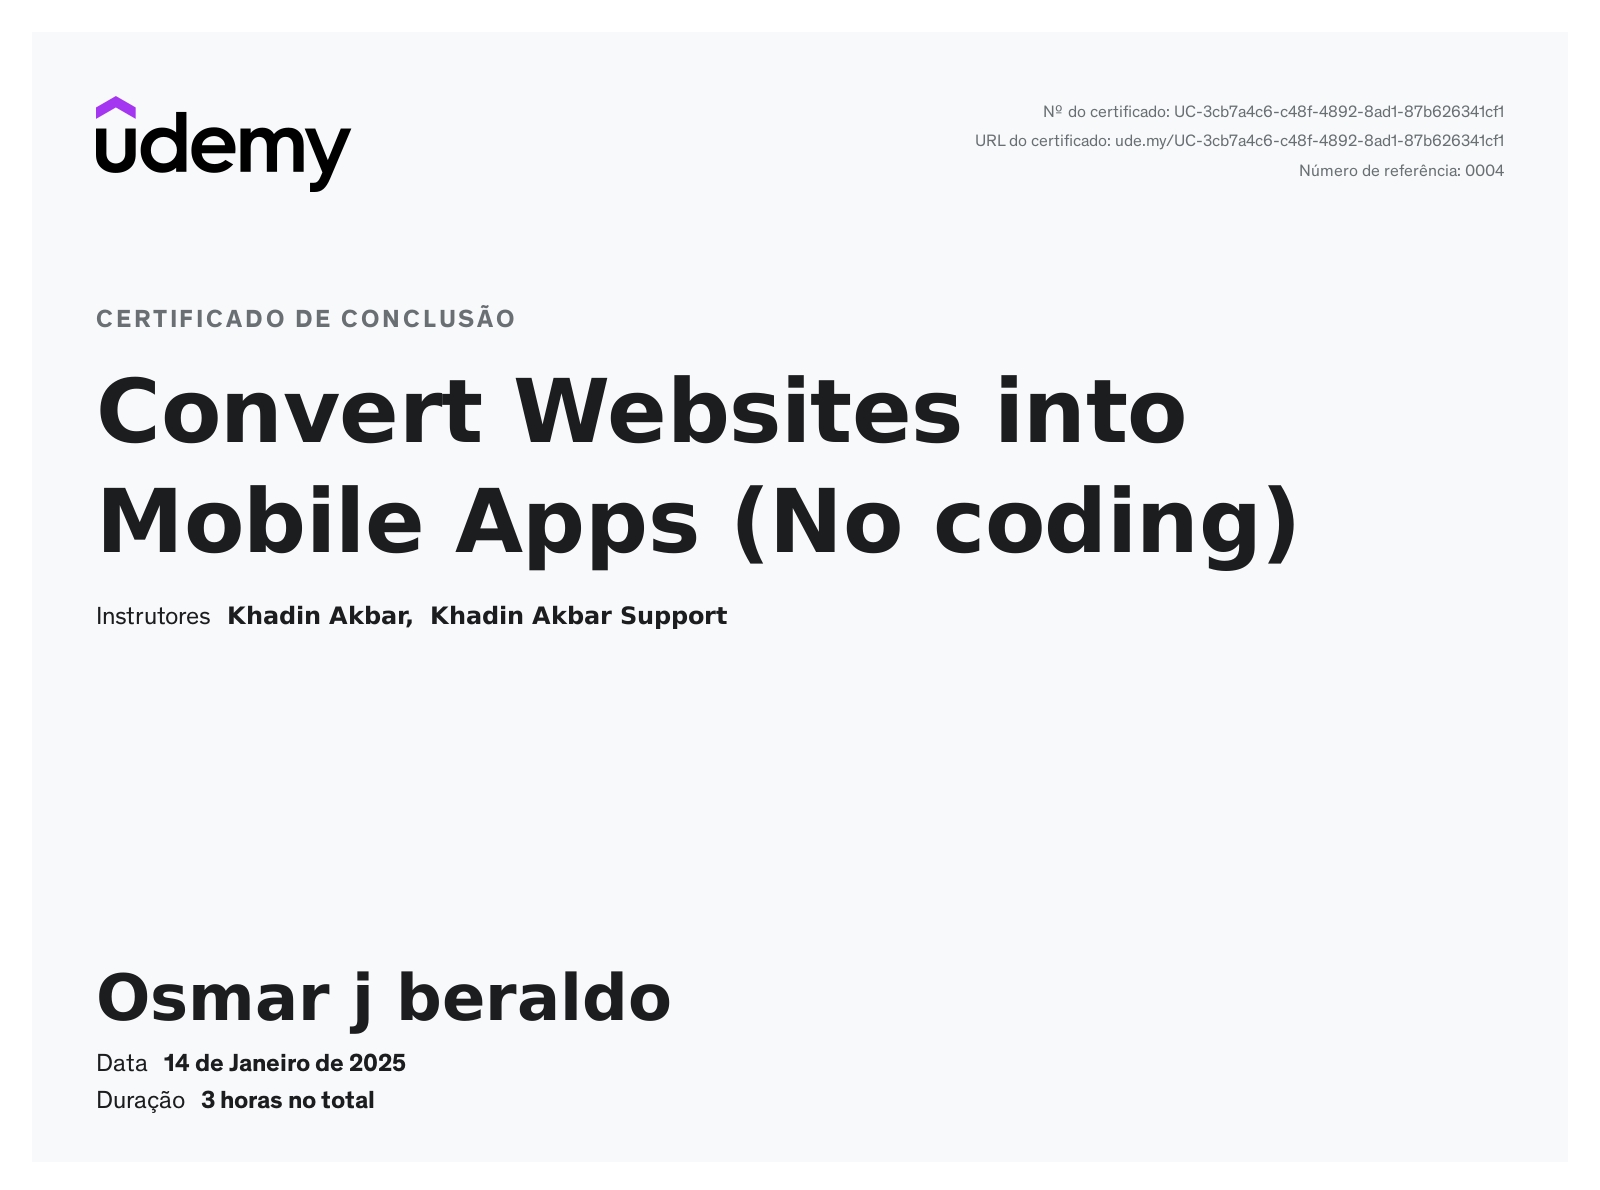 udemy
Nº do certificado: UC-3cb7a4c6-c48f-4892-8ad1-87b626341cf1
URL do certificado: ude.my/UC-3cb7a4c6-c48f-4892-8ad1-87b626341cf1
Número de referência: 0004
CERTIFICADO DE CONCLUSÃO
Convert Websites into
Mobile Apps (No coding)
Instrutores Khadin Akbar, Khadin Akbar Support
Osmar j beraldo
Data 14 de Janeiro de 2025
Duração 3 horas no total